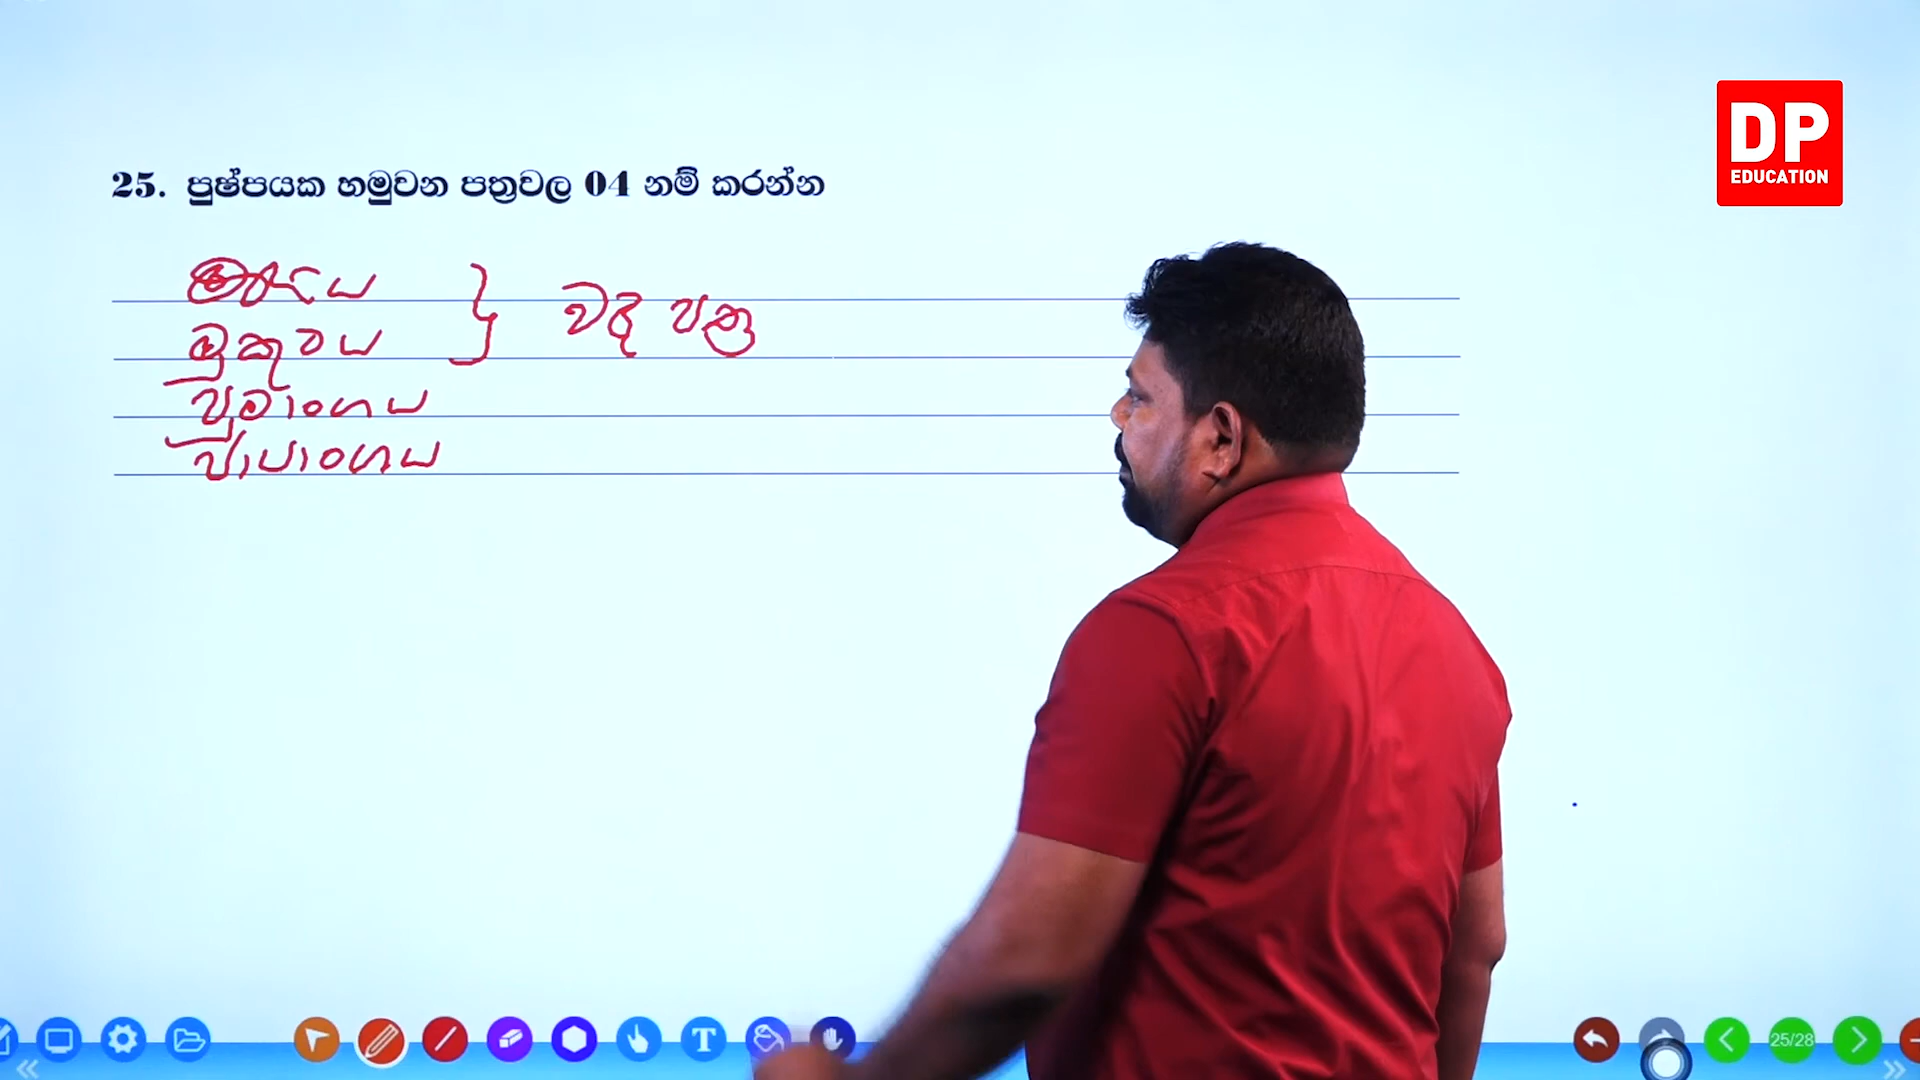 DP
EDUCATION
25. පුෂ්පයක හමුවන පත්‍රවල 04 නම් කරන්න
මණිය
මුකුටය
වඳ පත්‍ර
පුමාංගය
ජායාංගය
25/28